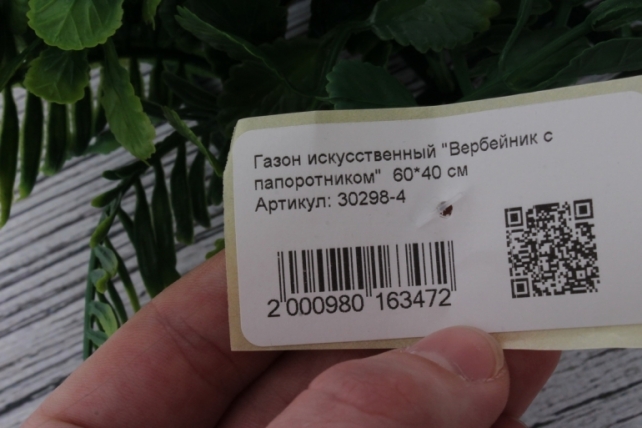 Газон искусственный "Вербейник с
папоротником" 60*40 см
Артикул: 30298-4
2 000980 163472